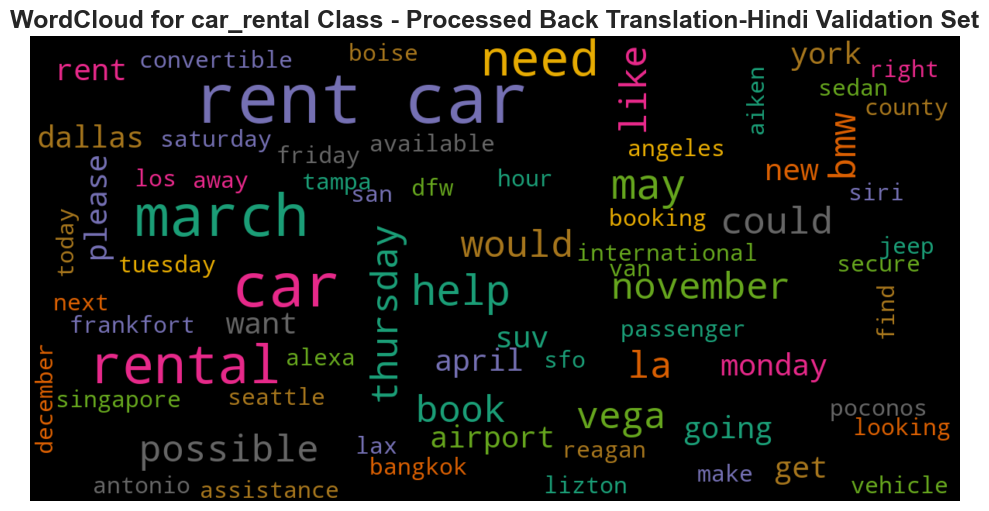 WordCloud for car_rental Class - Processed Back Translation-Hindi Validation Set
rent convertible boise need like york right
rent car aiken sedan county
dallas saturday friday available angeles bmw
please los away tampa san dfw hour may new siri
today march booking could
tuesday thursday would international van jeep secure
next car help november find
frankfort want suv passenger
december rental alexa april sfo la monday
singapore seattle book vega going poconos looking
possible lax airport reagan
antonio assistance bangkok lizton make get vehicle